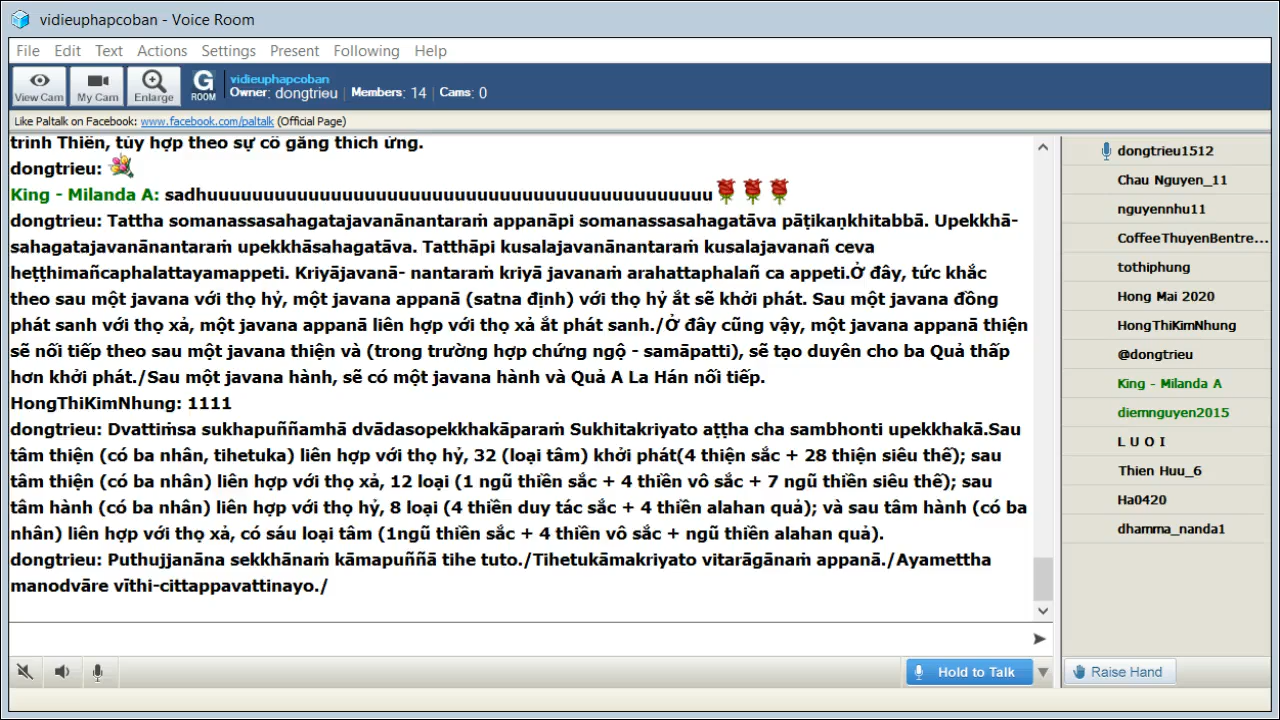 vidieuphapcoban - Voice Room
File Edit Text Actions Settings Present Following Help
View Cam My Cam Enlarge G ROOM
vidieuphapcoban
Owner: dongtrieu | Members: 14 | Cams: 0
Like Paltalk on Facebook: www.facebook.com/paltalk (Official Page)
trình Thiền, tùy hợp theo sự cố gắng thích ứng.
dongtrieu:
King - Milanda A: sadhuuuuuuuuuuuuuuuuuuuuuuuuuuuuuuuuuuuuuuuuuuuuu
dongtrieu: Tattha somanassasahagatajavanānantaraṁ appanāpi somanassasahagatāva pāṭikaṇkhitabbā. Upekkhā-
sahagatajavanānantaraṁ upekkhāsahagatāva. Tatthāpi kusalajavanānantaraṁ kusalajavanañ ceva
heṭṭhimañcaphalattayamappeti. Kriyājavanā- nantaraṁ kriyā javanaṁ arahattaphalañ ca appeti.Ở đây, tức khắc
theo sau một javana với thọ hỷ, một javana appanā (satna định) với thọ hỷ ắt sẽ khởi phát. Sau một javana đồng
phát sanh với thọ xả, một javana appanā liên hợp với thọ xả ắt phát sanh./Ở đây cũng vậy, một javana appanā thiện
sẽ nối tiếp theo sau một javana thiện và (trong trường hợp chứng ngộ - samāpatti), sẽ tạo duyên cho ba Quả thấp
hơn khởi phát./Sau một javana hành, sẽ có một javana hành và Quả A La Hán nối tiếp.
HongThiKimNhung: 1111
dongtrieu: Dvattiṁsa sukhapuññamhā dvādasopekkhakāparaṁ Sukhitakriyato aṭṭha cha sambhonti upekkhakā.Sau
tâm thiện (có ba nhân, tihetuka) liên hợp với thọ hỷ, 32 (loại tâm) khởi phát(4 thiện sắc + 28 thiện siêu thế); sau
tâm thiện (có ba nhân) liên hợp với thọ xả, 12 loại (1 ngũ thiền sắc + 4 thiền vô sắc + 7 ngũ thiền siêu thế); sau
tâm hành (có ba nhân) liên hợp với thọ hỷ, 8 loại (4 thiền duy tác sắc + 4 thiền alahan quả); và sau tâm hành (có ba
nhân) liên hợp với thọ xả, có sáu loại tâm (1ngũ thiền sắc + 4 thiền vô sắc + ngũ thiền alahan quả).
dongtrieu: Puthujjanāna sekkhānaṁ kāmapuññā tihe tuto./Tihetukāmakriyato vitarāgānaṁ appanā./Ayamettha
manodvāre vīthi-cittappavattinayo./
dongtrieu1512
Chau Nguyen_11
nguyennhu11
CoffeeThuyenBentre...
tothiphung
Hong Mai 2020
HongThiKimNhung
@dongtrieu
King - Milanda A
diemnguyen2015
L U O I
Thien Huu_6
Ha0420
dhamma_nanda1
Hold to Talk
Raise Hand